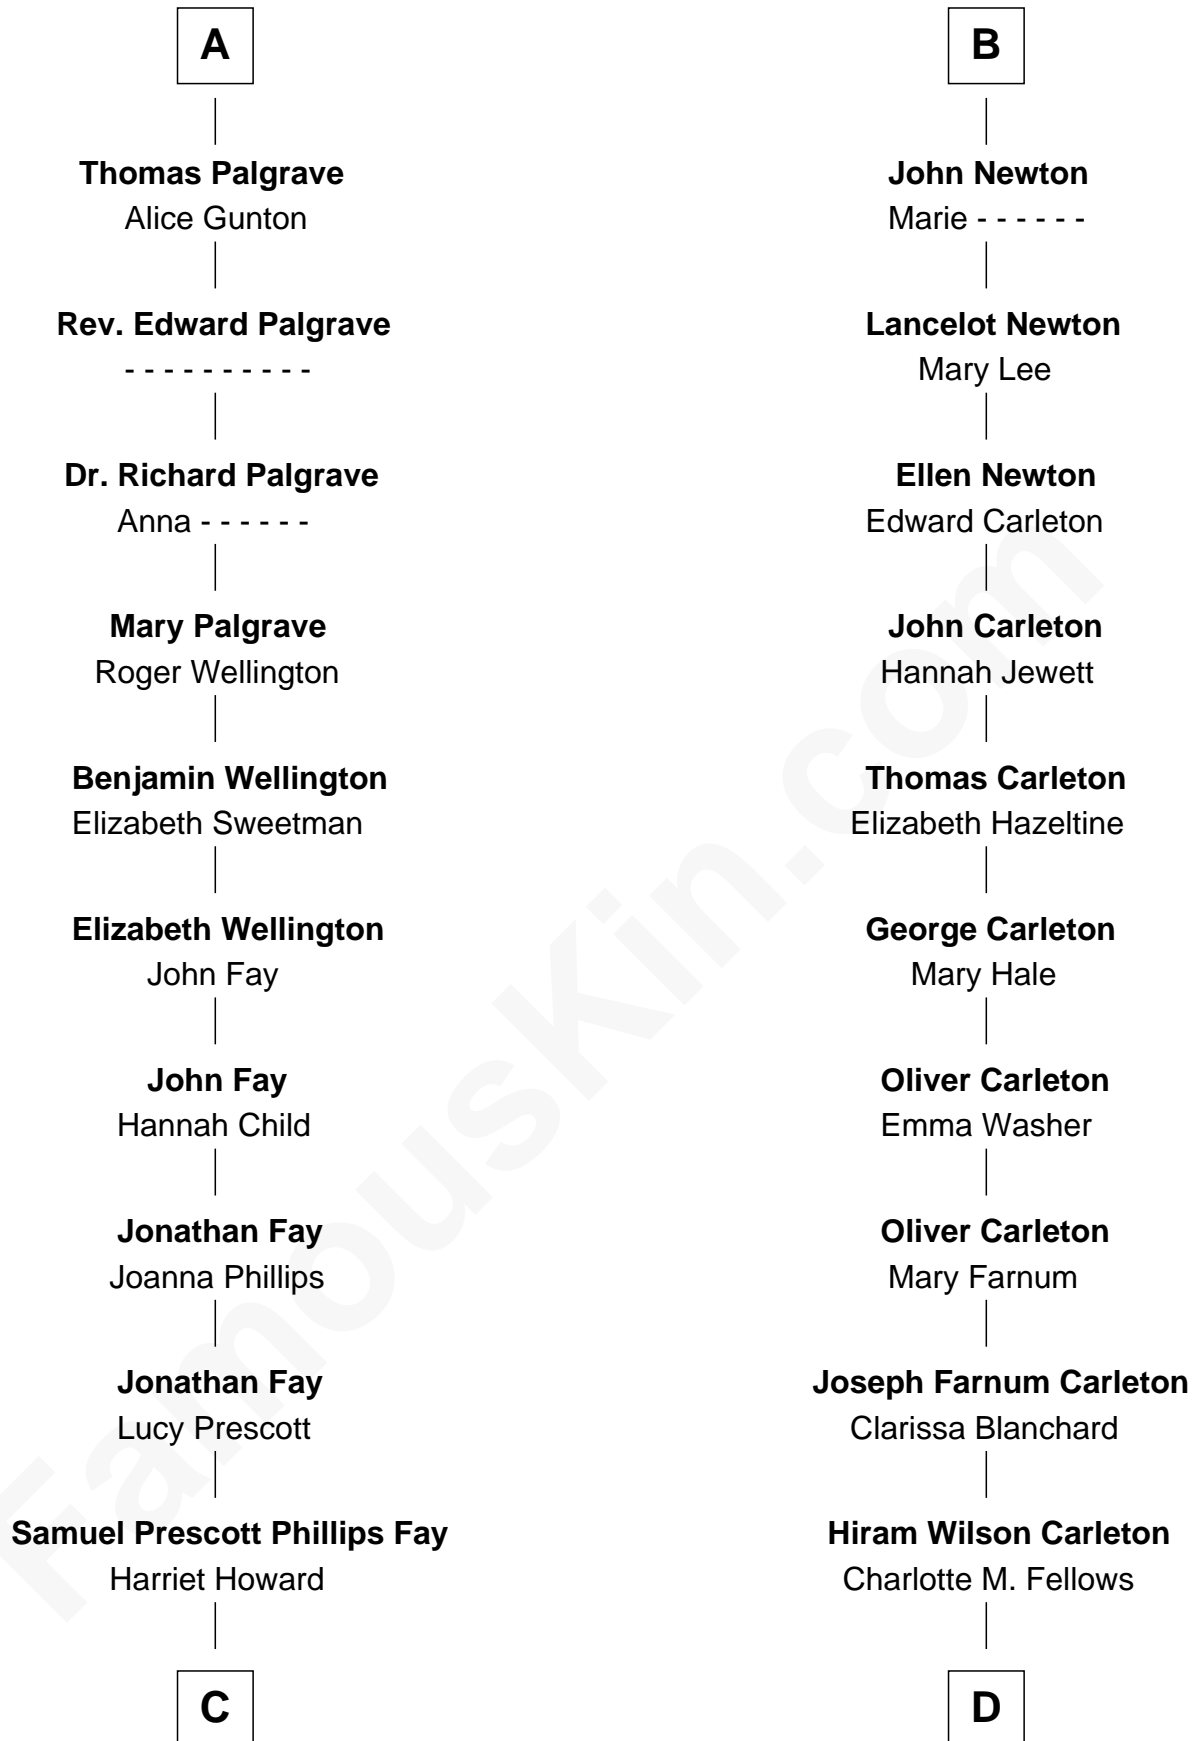 A
Thomas Palgrave
Alice Gunton
Rev. Edward Palgrave
- - - - - - - - - -
Dr. Richard Palgrave
Anna - - - - - -
Mary Palgrave
Roger Wellington
Benjamin Wellington
Elizabeth Sweetman
Elizabeth Wellington
John Fay
John Fay
Hannah Child
Jonathan Fay
Joanna Phillips
Jonathan Fay
Lucy Prescott
Samuel Prescott Phillips Fay
Harriet Howard
C
B
John Newton
Marie - - - - - -
Lancelot Newton
Mary Lee
Ellen Newton
Edward Carleton
John Carleton
Hannah Jewett
Thomas Carleton
Elizabeth Hazeltine
George Carleton
Mary Hale
Oliver Carleton
Emma Washer
Oliver Carleton
Mary Farnum
Joseph Farnum Carleton
Clarissa Blanchard
Hiram Wilson Carleton
Charlotte M. Fellows
D
FamousKin.com